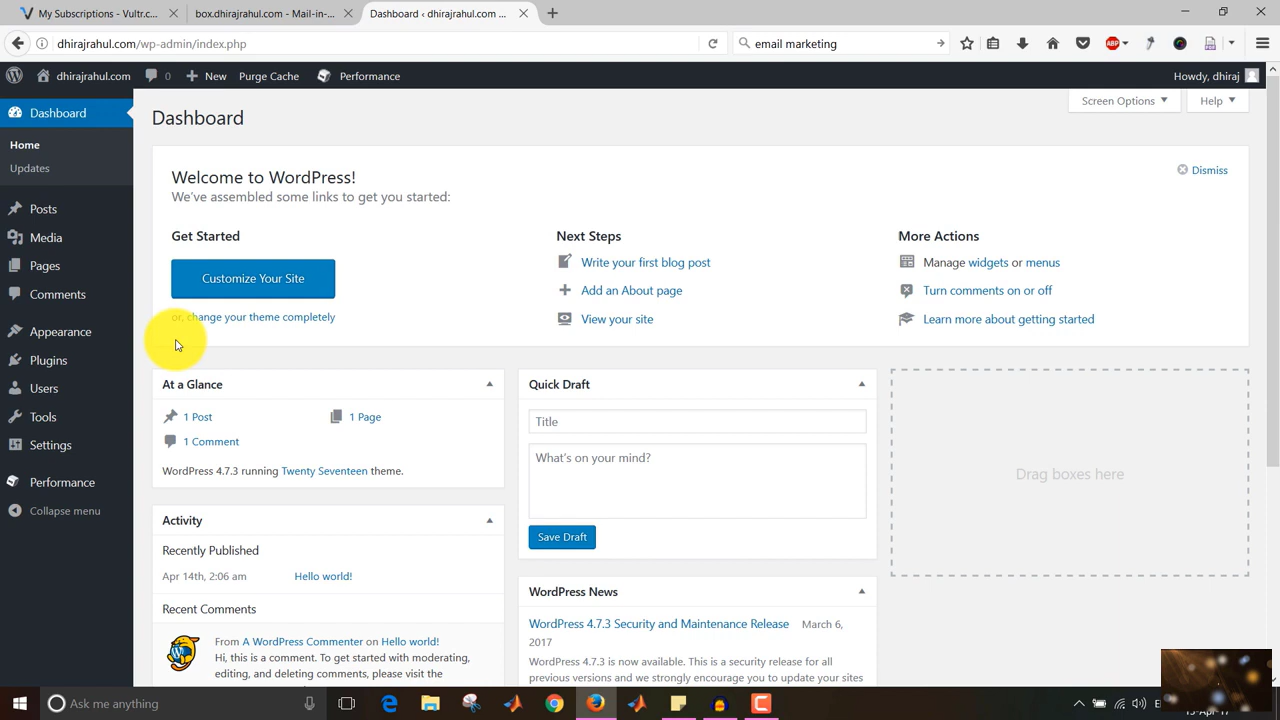 My Subscriptions - Vultr.c...
box.dhirajrahul.com - Mail-in-...
Dashboard ‹ dhirajrahul.com ...
dhirajrahul.com/wp-admin/index.php
email marketing
ABP
dhirajrahul.com
0
New
Purge Cache
Performance
Howdy, dhiraj
Dashboard
Home
Updates
Posts
Media
Pages
Comments
Appearance
Plugins
Users
Tools
Settings
Performance
Collapse menu
Screen Options
Help
Dashboard
Welcome to WordPress!
We've assembled some links to get you started:
Dismiss
Get Started
Customize Your Site
or, change your theme completely
Next Steps
Write your first blog post
Add an About page
View your site
More Actions
Manage widgets or menus
Turn comments on or off
Learn more about getting started
At a Glance
1 Post
1 Page
1 Comment
WordPress 4.7.3 running Twenty Seventeen theme.
Activity
Recently Published
Apr 14th, 2:06 am
Hello world!
Recent Comments
From A WordPress Commenter on Hello world!
Hi, this is a comment. To get started with moderating,
editing, and deleting comments, please visit the
Quick Draft
Title
What's on your mind?
Save Draft
WordPress News
WordPress 4.7.3 Security and Maintenance Release
March 6,
2017
WordPress 4.7.3 is now available. This is a security release for all
previous versions and we strongly encourage you to update your sites
Drag boxes here
Ask me anything